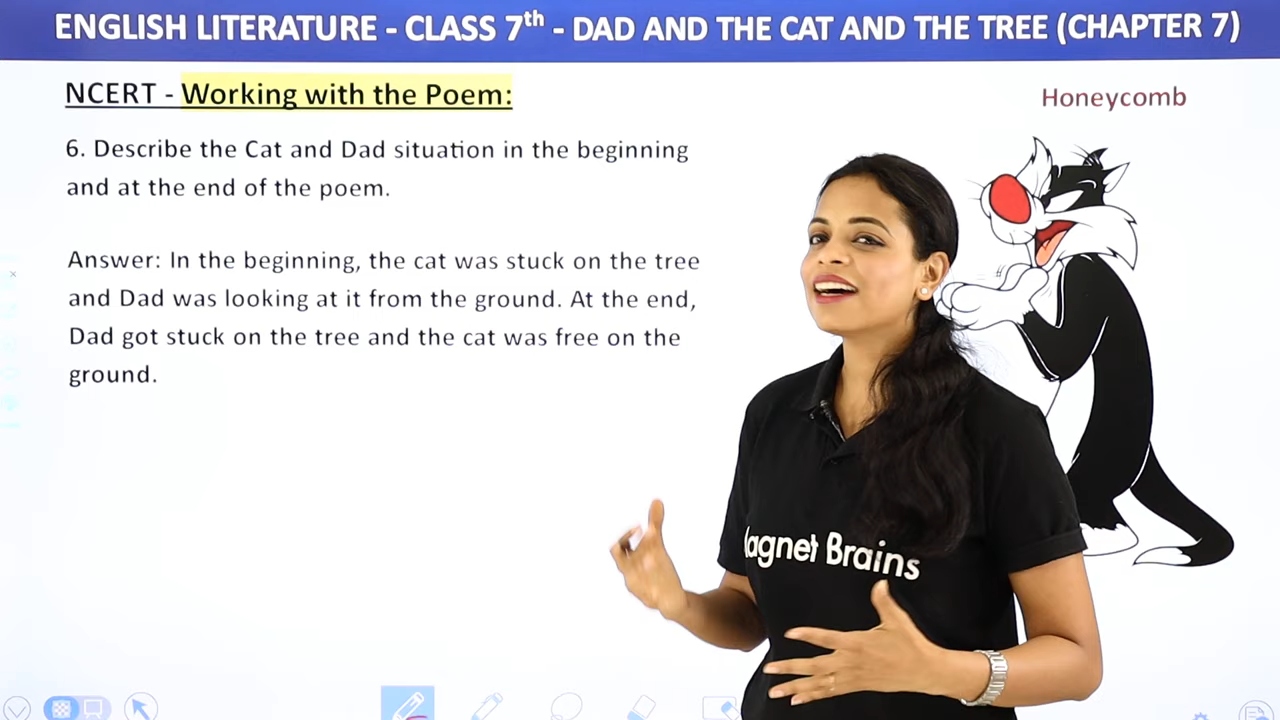 ENGLISH LITERATURE - CLASS 7th - DAD AND THE CAT AND THE TREE (CHAPTER 7)
NCERT - Working with the Poem:
Honeycomb
6. Describe the Cat and Dad situation in the beginning
and at the end of the poem.
Answer: In the beginning, the cat was stuck on the tree
and Dad was looking at it from the ground. At the end,
Dad got stuck on the tree and the cat was free on the
ground.
agnet Brains